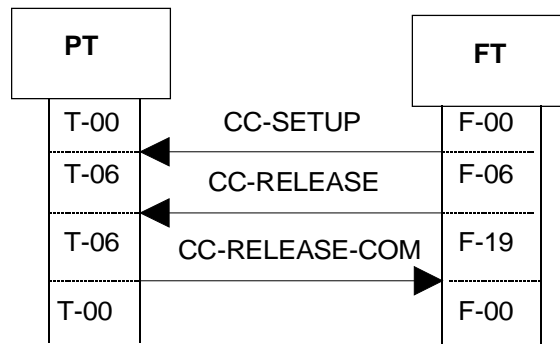 PT
FT
T-00 CC-SETUP F-00
T-06 CC-RELEASE F-06
T-06 CC-RELEASE-COM F-19
T-00 F-00